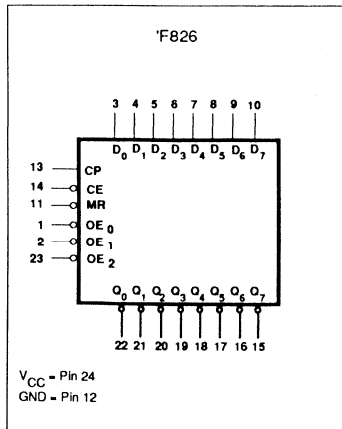 'F826
3 4 5 6 7 8 9 10
D0 D1 D2 D3 D4 D5 D6 D7
13 CP
14 CE
11 MR
1 OE0
2 OE1
23 OE2
Q0 Q1 Q2 Q3 Q4 Q5 Q6 Q7
22 21 20 19 18 17 16 15
VCC = Pin 24
GND = Pin 12